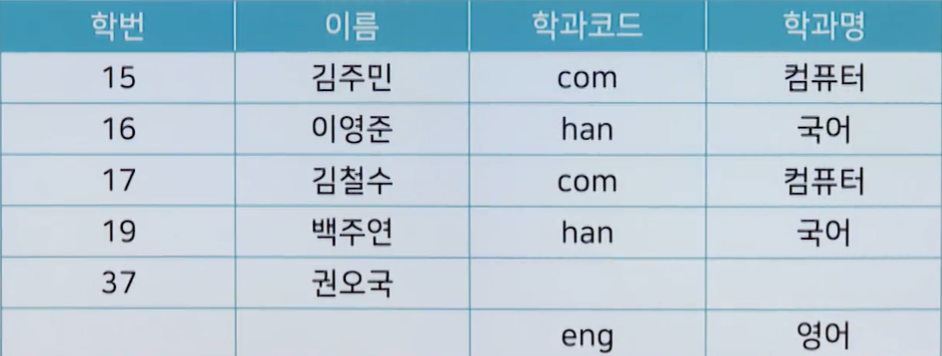 학번 이름 학과코드 학과명
15 김주민 com 컴퓨터
16 이영준 han 국어
17 김철수 com 컴퓨터
19 백주연 han 국어
37 권오국
eng 영어